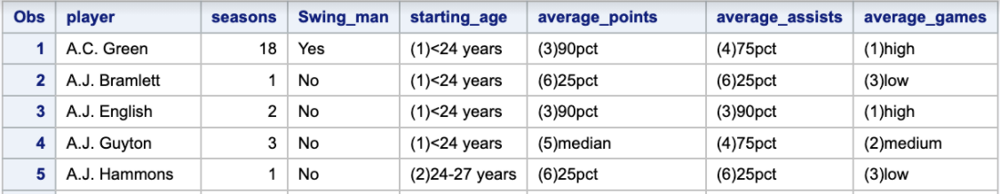 Obs player seasons Swing_man starting_age average_points average_assists average_games
1 A.C. Green 18 Yes (1)<24 years (3)90pct (4)75pct (1)high
2 A.J. Bramlett 1 No (1)<24 years (6)25pct (6)25pct (3)low
3 A.J. English 2 No (1)<24 years (3)90pct (3)90pct (1)high
4 A.J. Guyton 3 No (1)<24 years (5)median (4)75pct (2)medium
5 A.J. Hammons 1 No (2)24-27 years (6)25pct (6)25pct (3)low